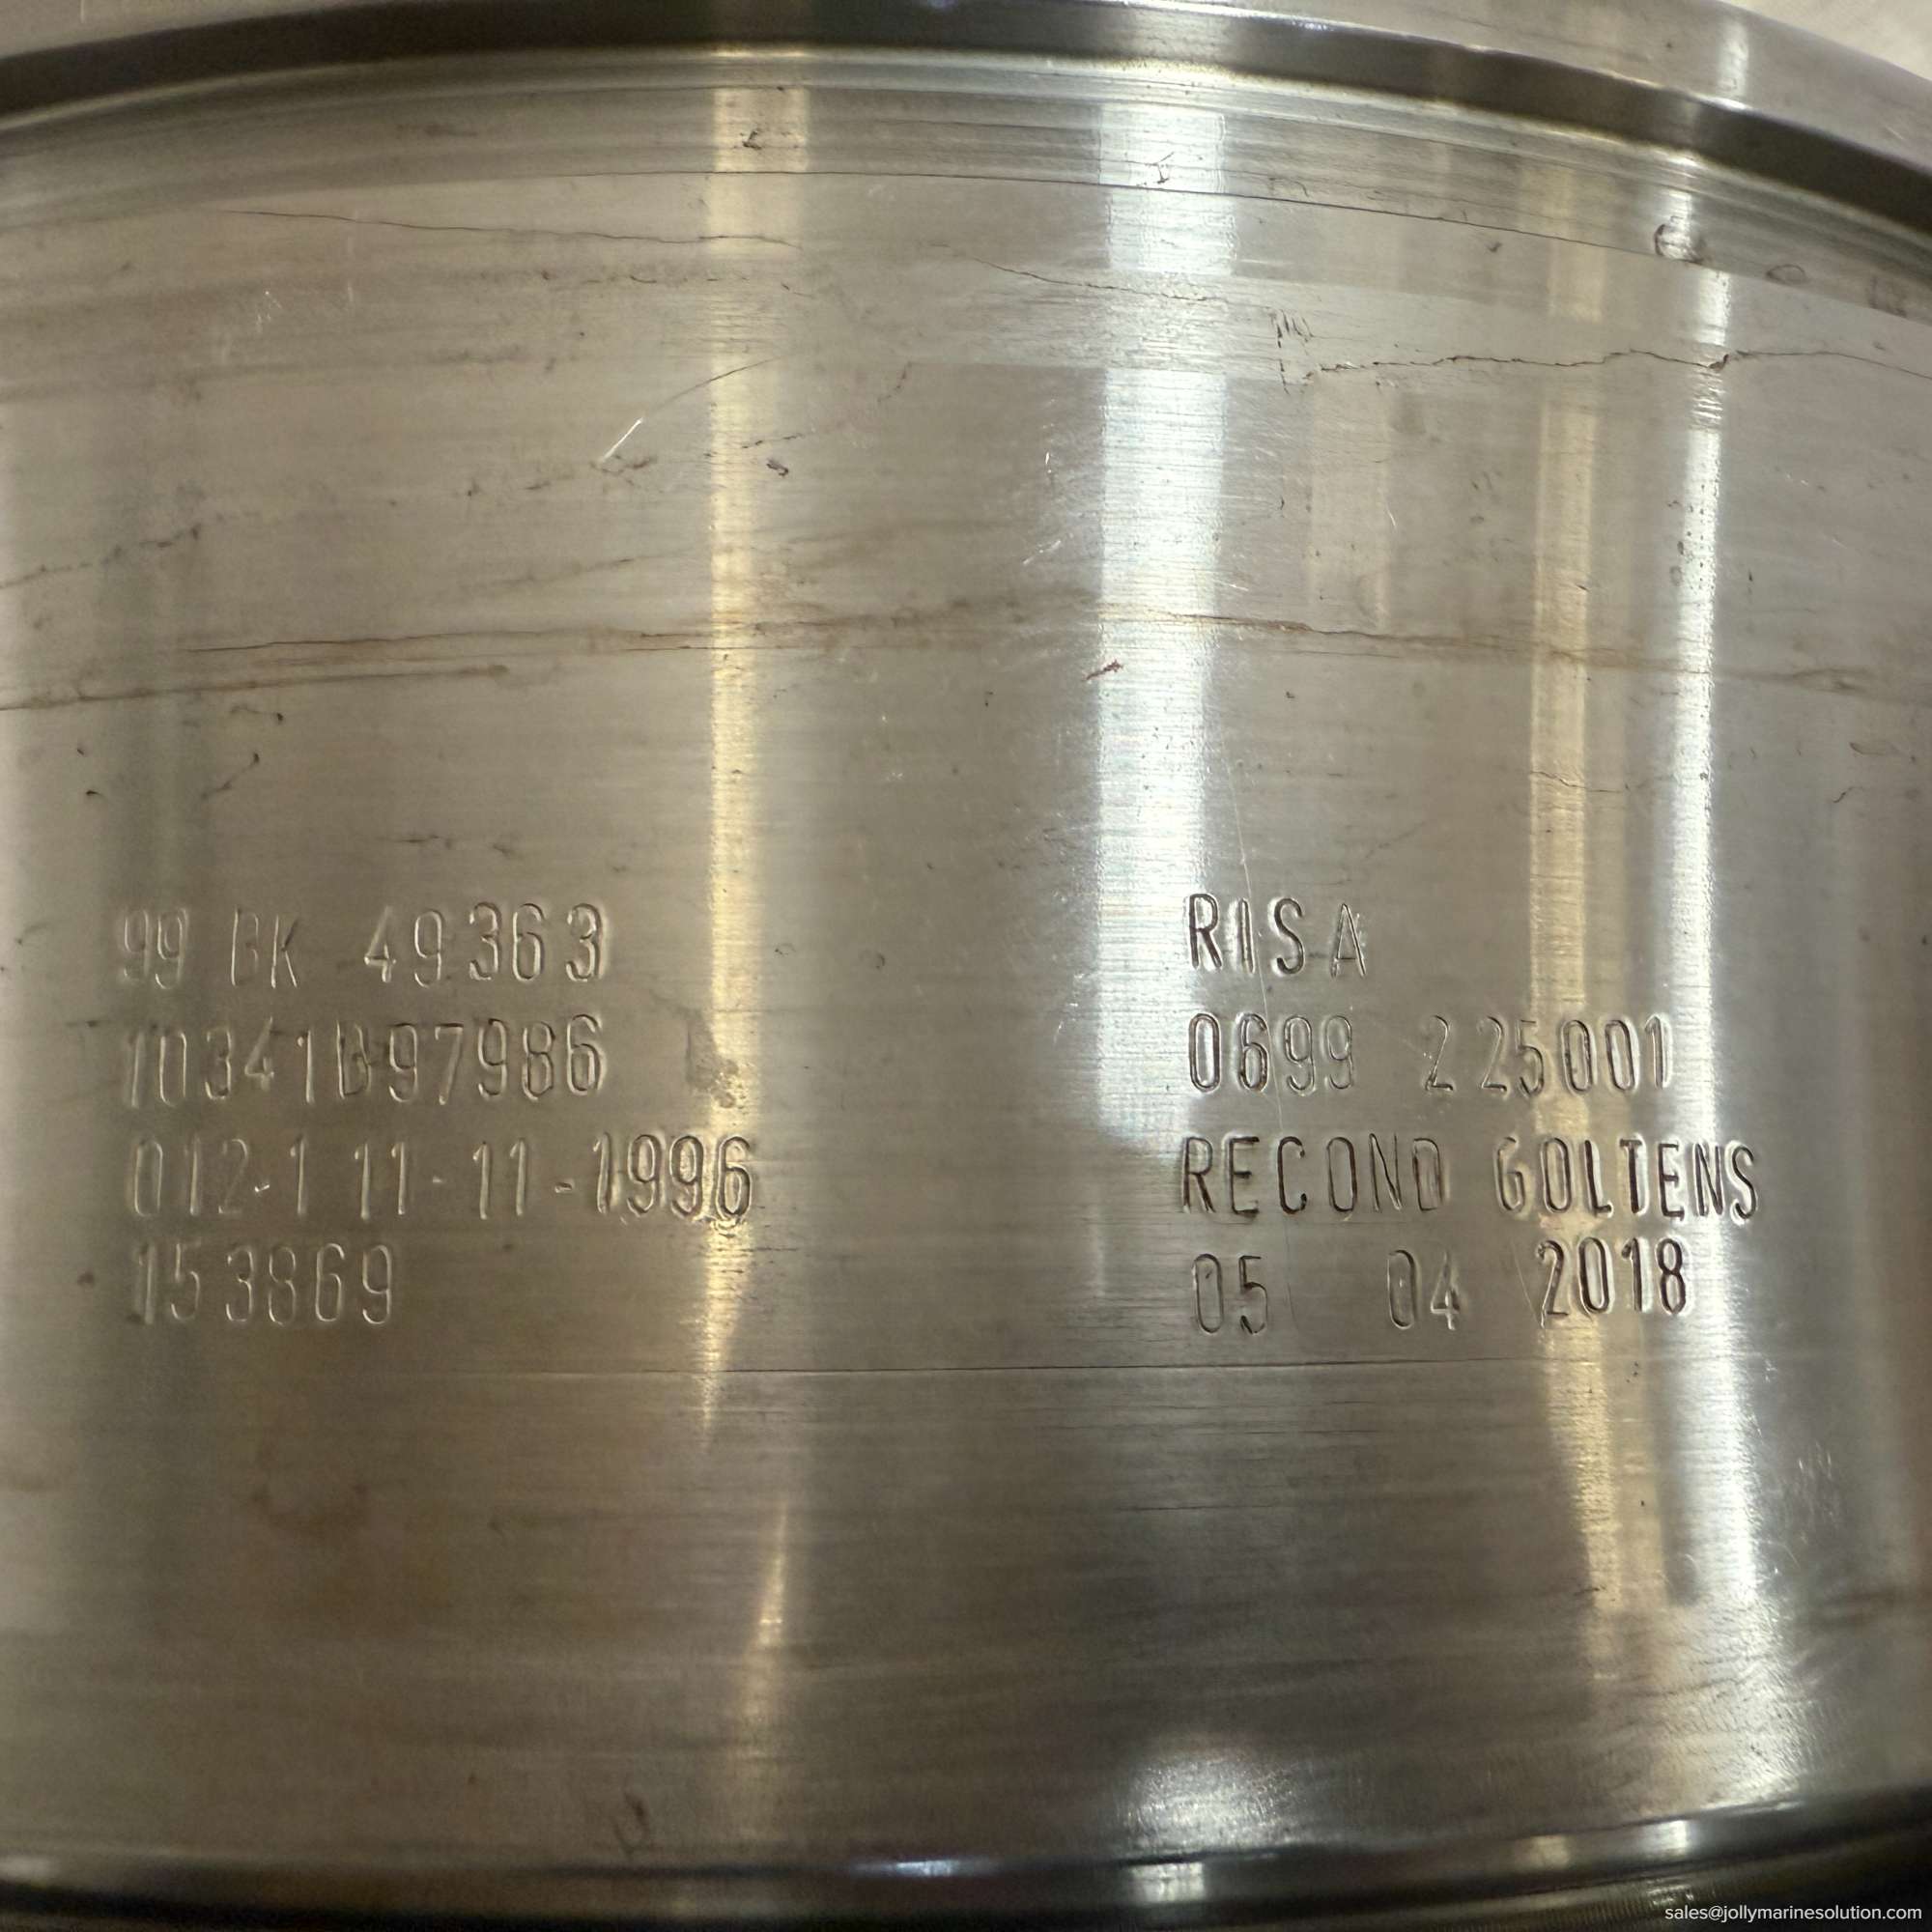 99 BK 49363
10341B97986
012-1 11-11-1996
153869
RISA
0699 225001
RECOND GOLTENS
05 04 2018
sales@jollymarinesolution.com